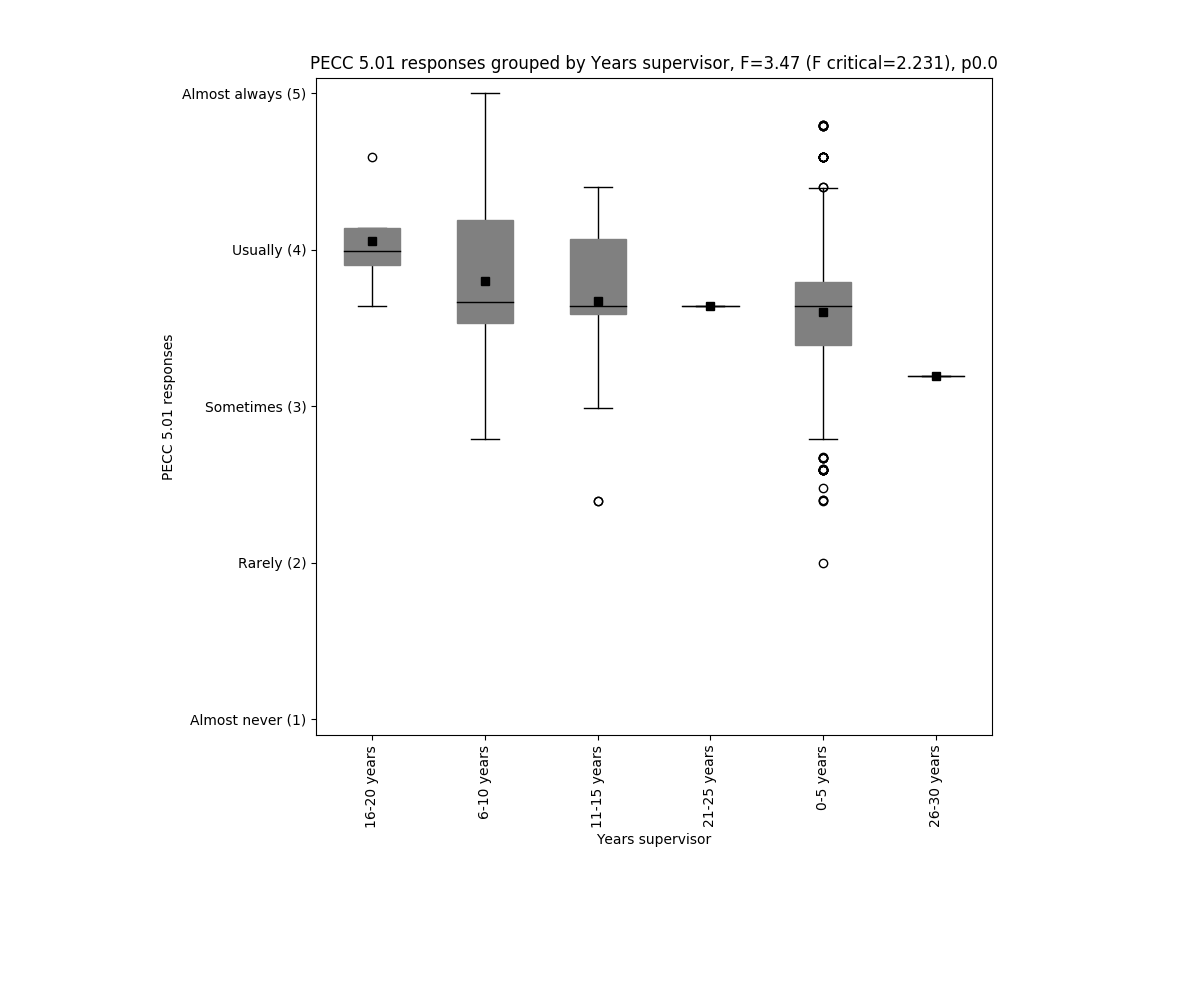 PECC 5.01 responses grouped by Years supervisor, F=3.47 (F critical=2.231), p0.0
Almost always (5)
Usually (4)
Sometimes (3)
Rarely (2)
Almost never (1)
PECC 5.01 responses
16-20 years
6-10 years
11-15 years
21-25 years
0-5 years
26-30 years
Years supervisor